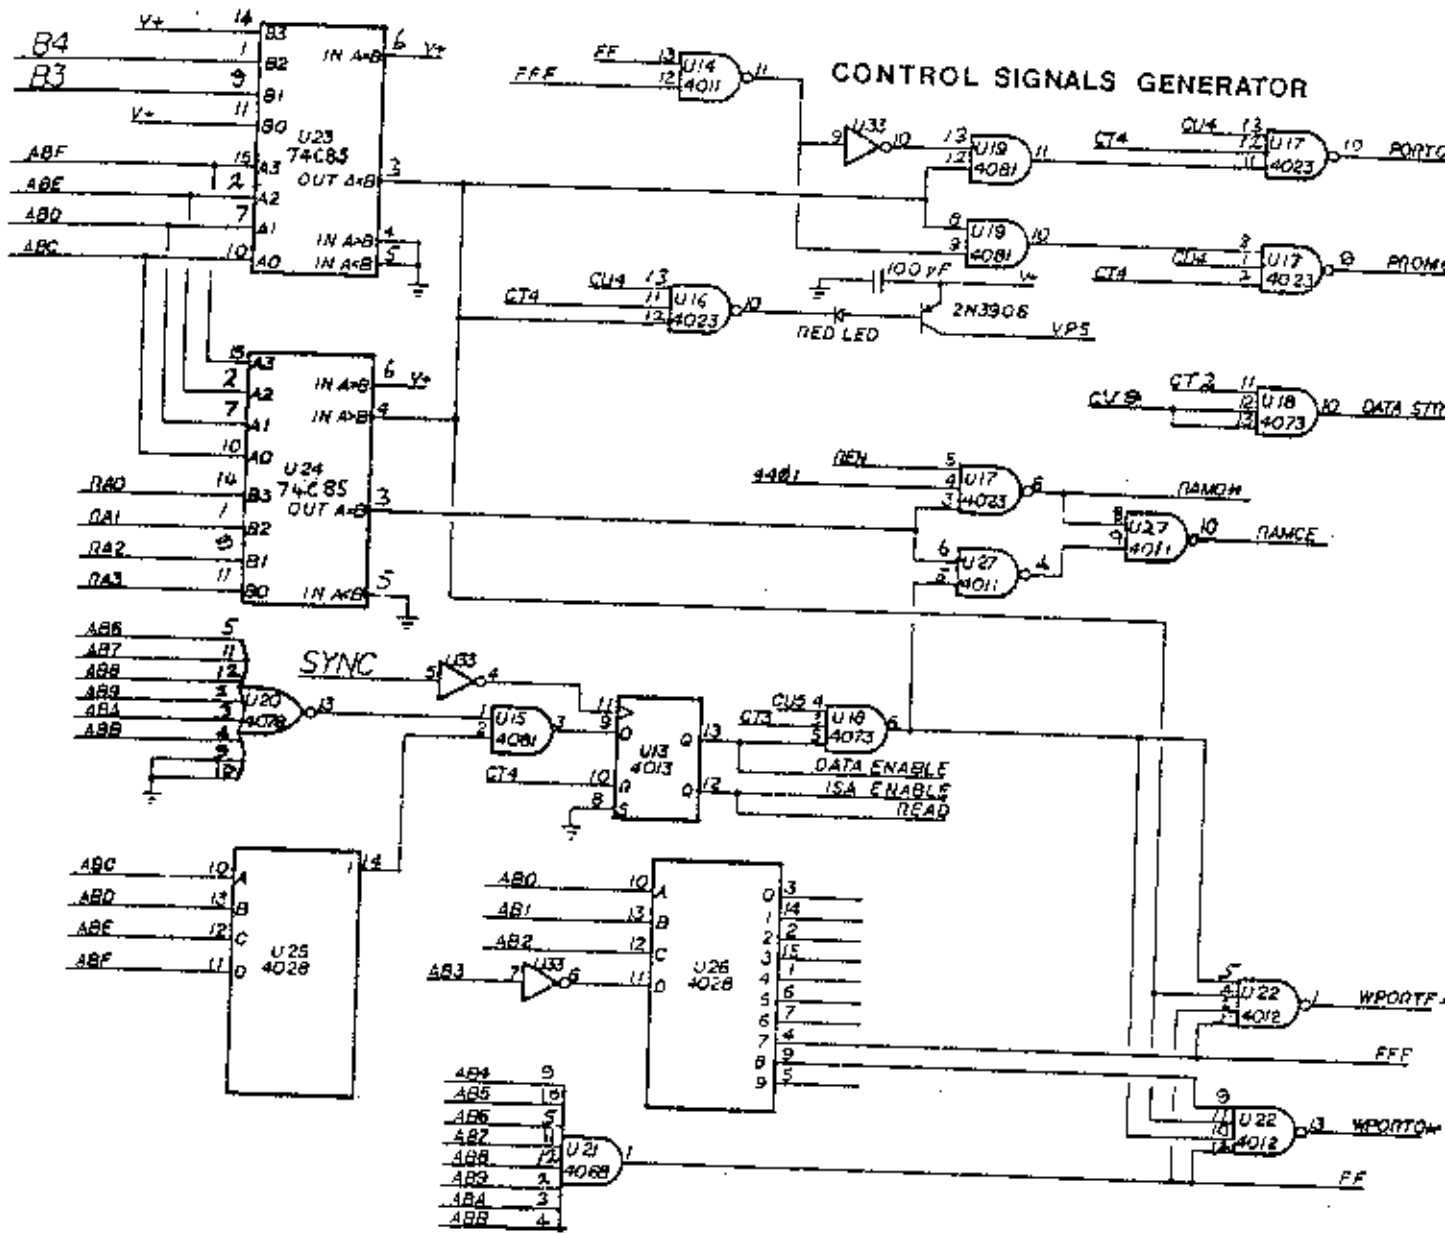 CONTROL SIGNALS GENERATOR
V+ 14 B3
B4 1 B2
B3 9 B1
V+ 11 B0
ABF 15 A3
ABE 2 A2
ABD 7 A1
ABC 10 A0
U23
74C85
IN A=B 6 V+
OUT A=B 3
IN A>B 4
IN A<B 5
FF 13
FFF 12
U14
4011
11
9 U33 10
13
12
U19
4081
11
8
9
U19
4081
10
CU4 13
CT4 12
11
U17
4023
10 PORTO
CU4 1
CT4 2
U17
4023
9 PROM
CU4 13
CT4 11
12
U16
4023
10
RED LED
100
V+
2N3906
VPS
15 A3
2 A2
7 A1
10 A0
RA0 14 B3
RA1 1 B2
RA2 9 B1
RA3 11 B0
U24
74C85
IN A=B 6 V+
IN A>B 4
OUT A=B 3
IN A<B 5
CT 2 11
12
13
U18
4073
10 DATA STR
REN 5
4
3
U17
4023
6
RAMOH
6
5
U27
4011
4
8
9
U27
4011
10 RAMCE
AB6 5
AB7 11
AB8 12
AB9 2
ABA 3
ABB 4
9
U20
4078
13
SYNC
5 U33 4
1
2
U15
4081
3
CT4
11
9 D
10 R
8 S
U13
4013
Q 13
Q 12
CU5 4
CT3 3
5
U18
4073
6
DATA ENABLE
ISA ENABLE
READ
ABC 10 A
ABD 13 B
ABE 12 C
ABF 11 D
U25
4028
1 14
AB0 10 A
AB1 13 B
AB2 12 C
AB3 7 U33 6 11 D
U26
4028
0 3
1 14
2 2
3 15
4 1
5 6
6 7
7 4
8 9
9 5
5
4
U22
4012
1
WPORTF
FFF
9
11
10
12
U22
4012
13 WPORTOH
FF
AB4 9
AB5 10
AB6 5
AB7 11
AB8 12
AB9 2
ABA 3
ABB 4
U21
4068
1